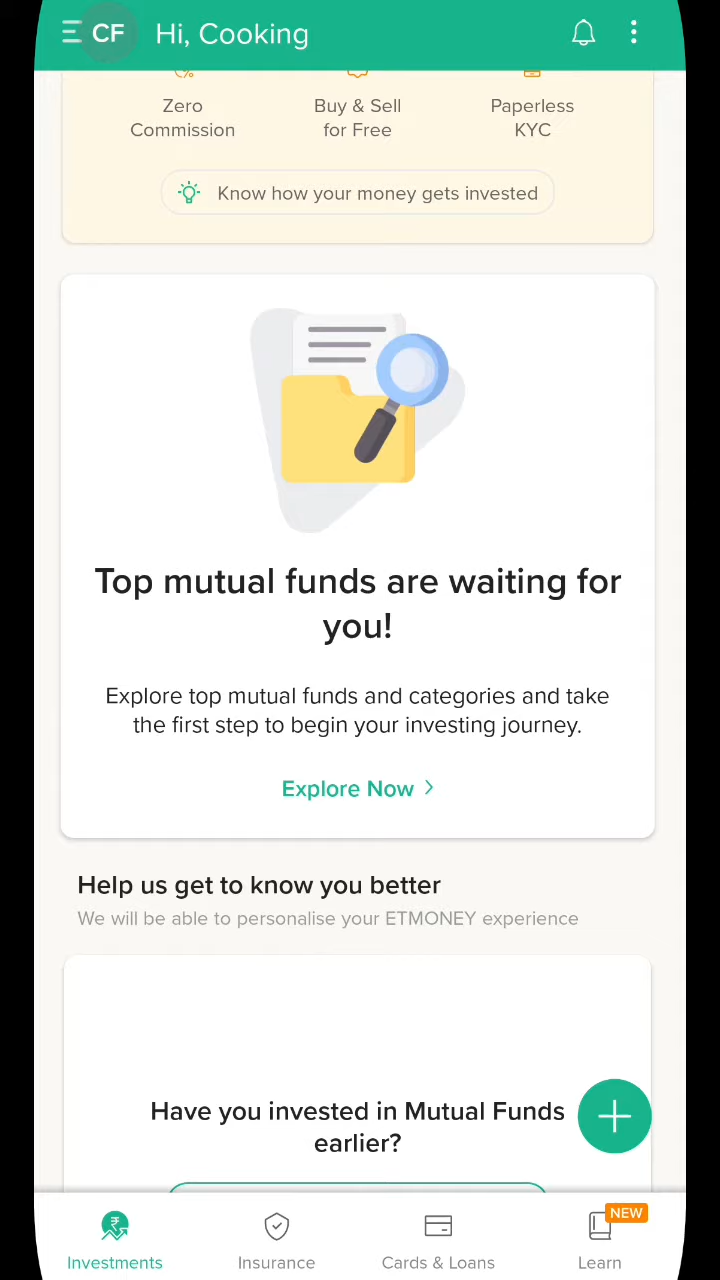 CF Hi, Cooking
Zero Buy & Sell Paperless
Commission for Free KYC
Know how your money gets invested
Top mutual funds are waiting for
you!
Explore top mutual funds and categories and take
the first step to begin your investing journey.
Explore Now
Help us get to know you better
We will be able to personalise your ETMONEY experience
Have you invested in Mutual Funds
earlier?
NEW
Investments Insurance Cards & Loans Learn